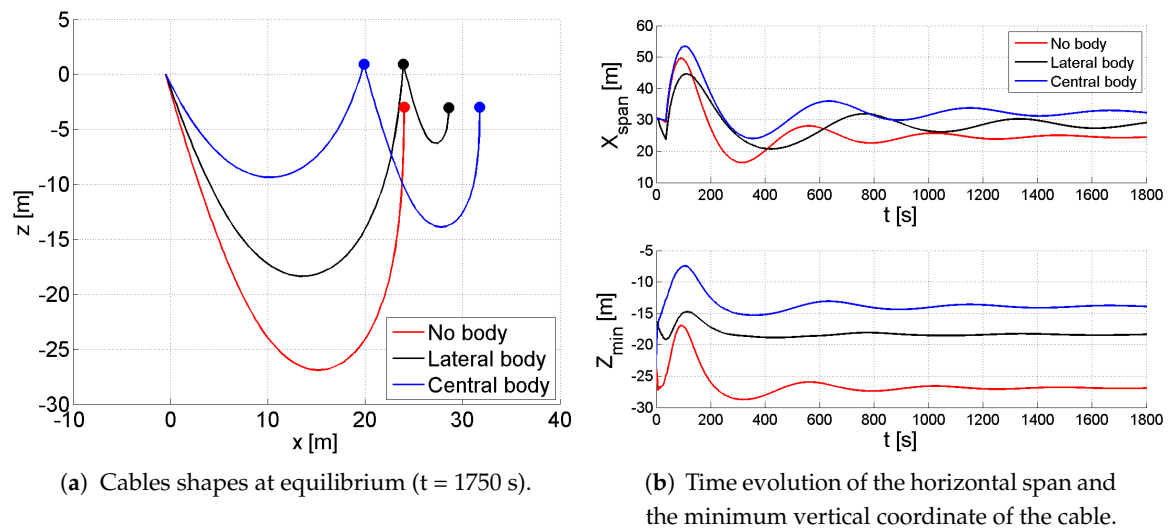 5
0
-5
-10
-15
-20
-25
-30
z [m]
-10
0
10
20
30
40
x [m]
No body
Lateral body
Central body
(a) Cables shapes at equilibrium (t = 1750 s).
60
50
40
30
20
10
X_span [m]
No body
Lateral body
Central body
0 200 400 600 800 1000 1200 1400 1600 1800
t [s]
-5
-10
-15
-20
-25
-30
Z_min [m]
0 200 400 600 800 1000 1200 1400 1600 1800
t [s]
(b) Time evolution of the horizontal span and
the minimum vertical coordinate of the cable.